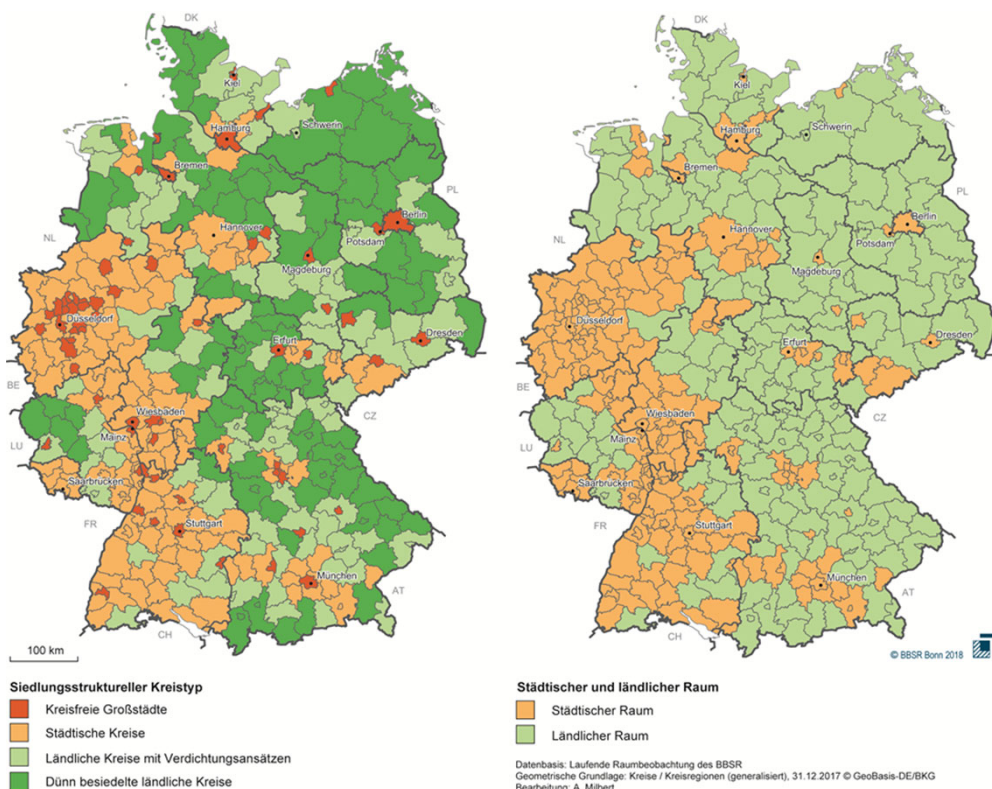 DK
Kiel
Hamburg
Schwerin
Bremen
PL
Berlin
Hannover
Potsdam
NL
Magdeburg
Düsseldorf
Dresden
Erfurt
BE
Wiesbaden
CZ
LU
Mainz
Saarbrücken
FR
Stuttgart
München
AT
CH
100 km
Siedlungsstruktureller Kreistyp
Kreisfreie Großstädte
Städtische Kreise
Ländliche Kreise mit Verdichtungsansätzen
Dünn besiedelte ländliche Kreise
DK
Kiel
Hamburg
Schwerin
Bremen
PL
Berlin
Hannover
Potsdam
NL
Magdeburg
Düsseldorf
Dresden
Erfurt
BE
Wiesbaden
CZ
LU
Mainz
Saarbrücken
FR
Stuttgart
München
AT
CH
© BBSR Bonn 2018
Städtischer und ländlicher Raum
Städtischer Raum
Ländlicher Raum
Datenbasis: Laufende Raumbeobachtung des BBSR
Geometrische Grundlage: Kreise / Kreisregionen (generalisiert), 31.12.2017 © GeoBasis-DE/BKG
Bearbeitung: A. Milbert